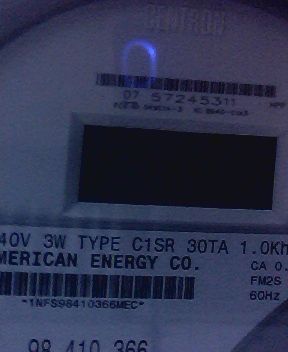 CENTRON
07 57245311
40V 3W TYPE C1SR 30TA 1.0Kh
MERICAN ENERGY CO.
CA 0.
FM2S
60Hz
*1NFS98410366MEC*
98 410 366